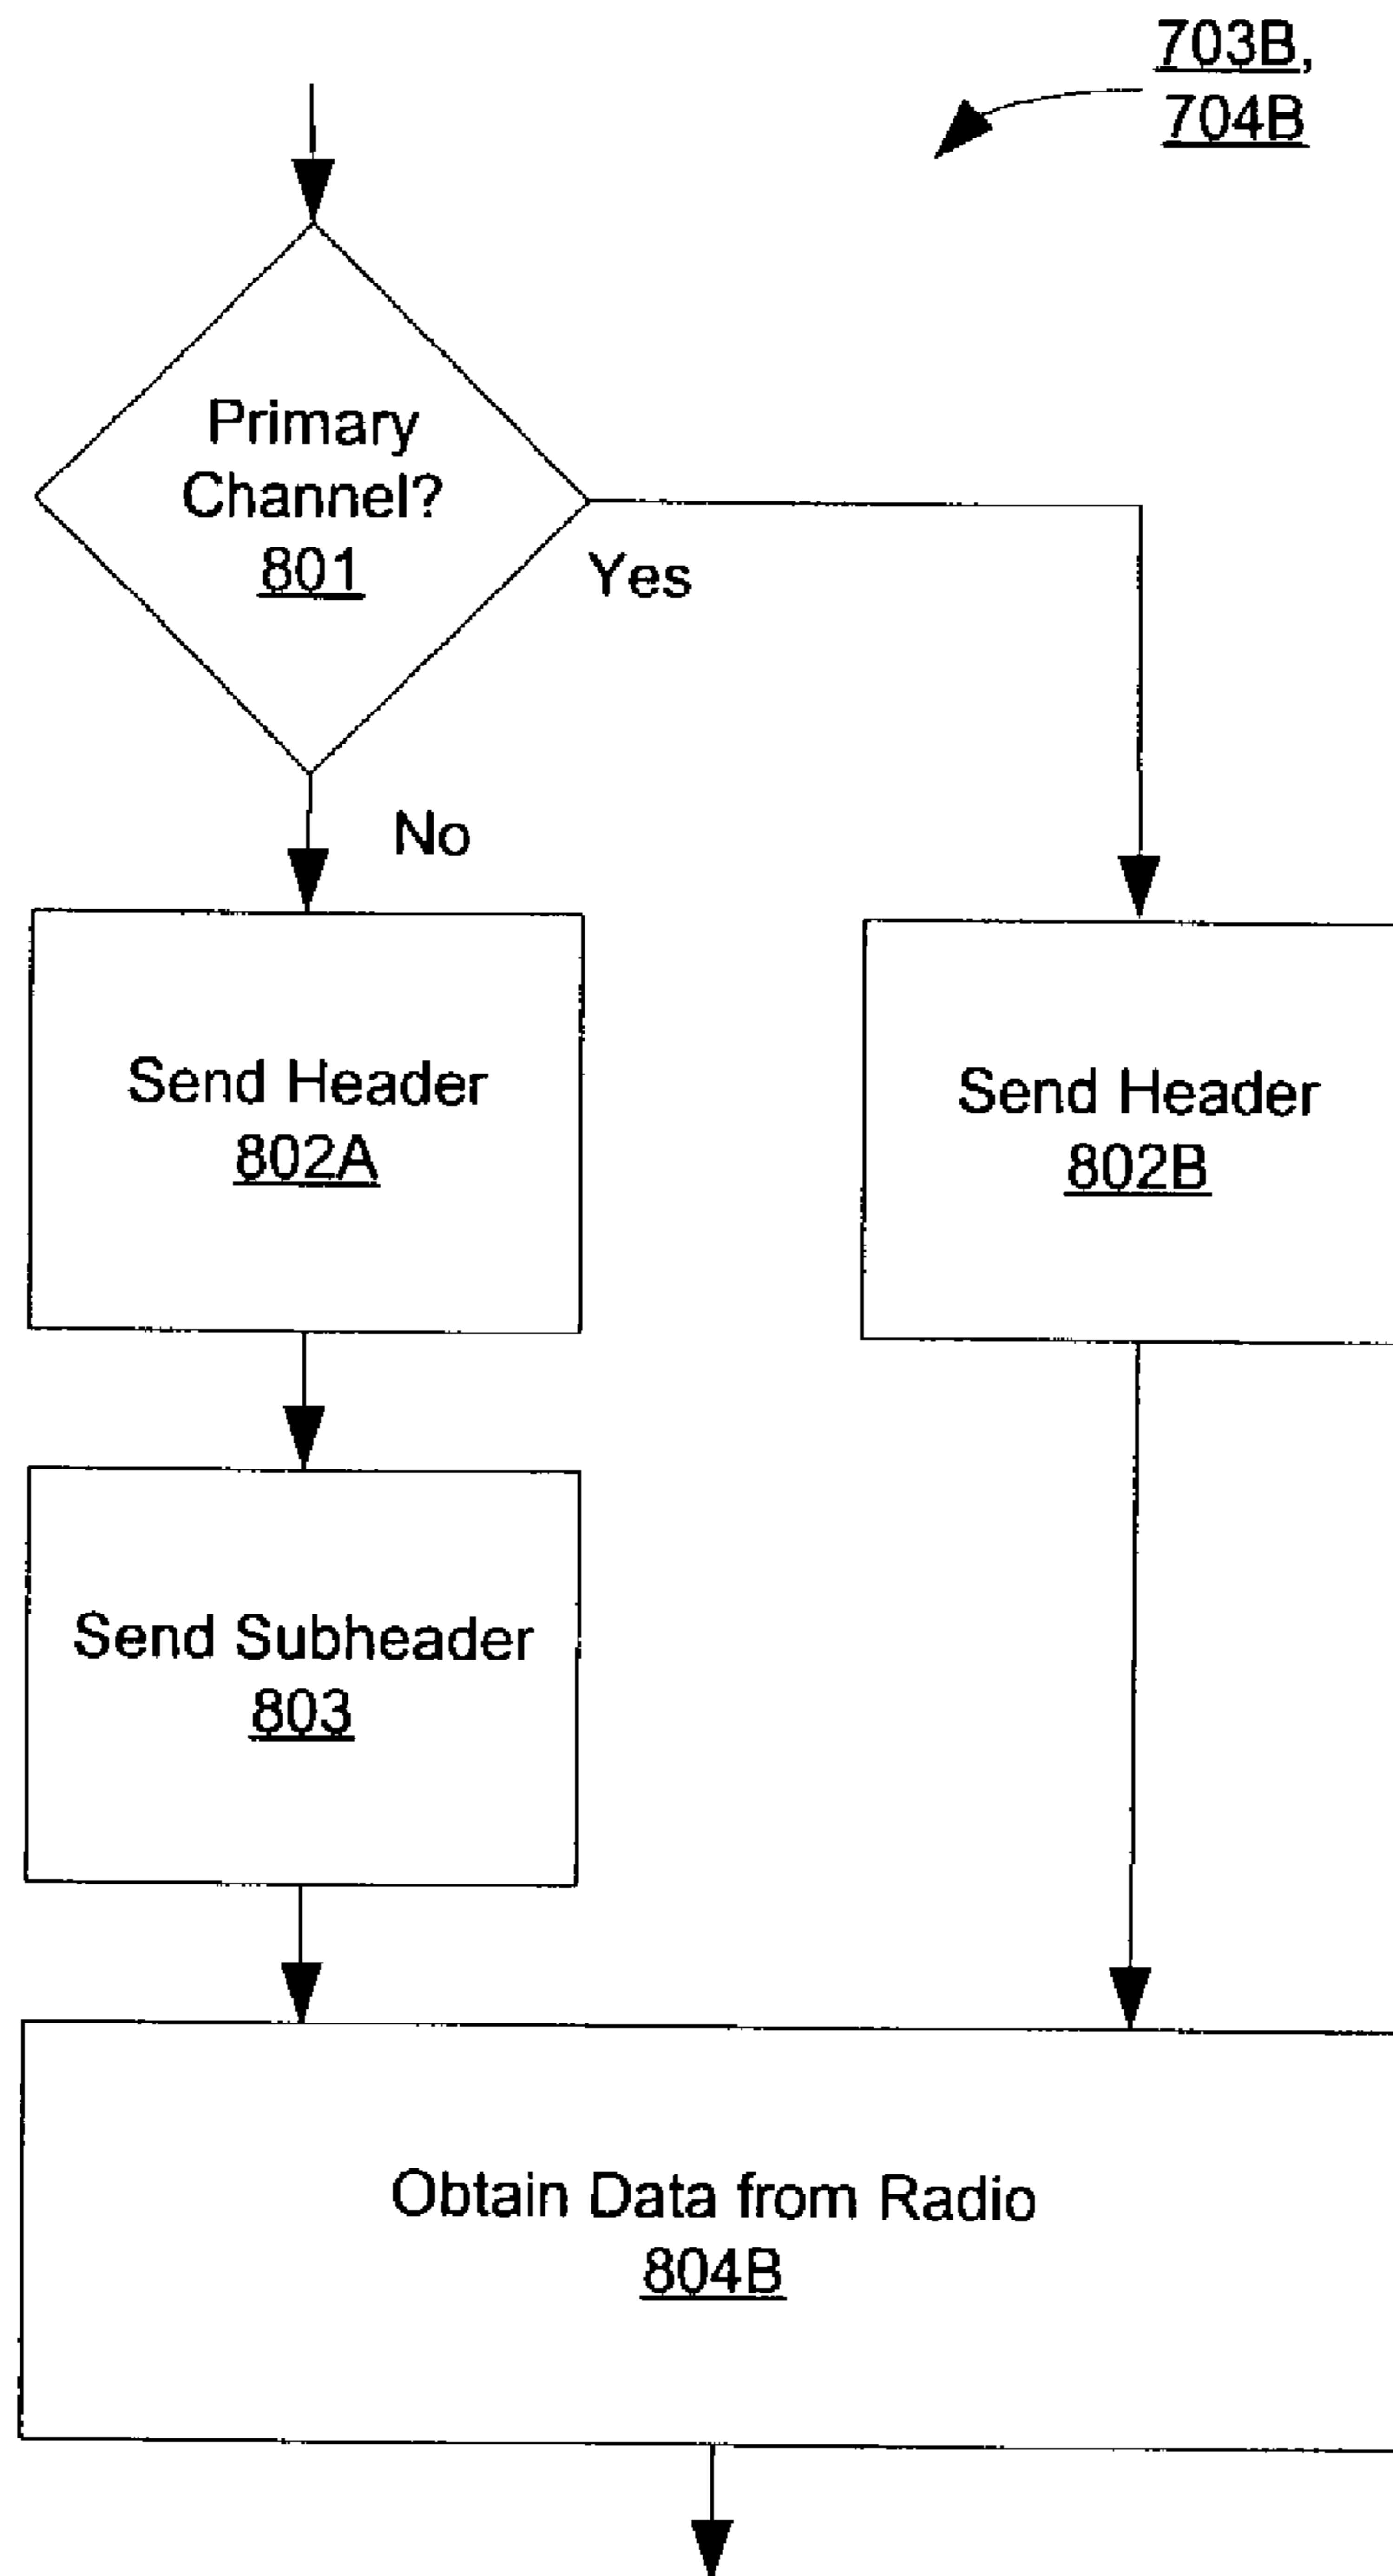 703B,
704B
Primary
Channel?
801
Yes
No
Send Header
802A
Send Header
802B
Send Subheader
803
Obtain Data from Radio
804B